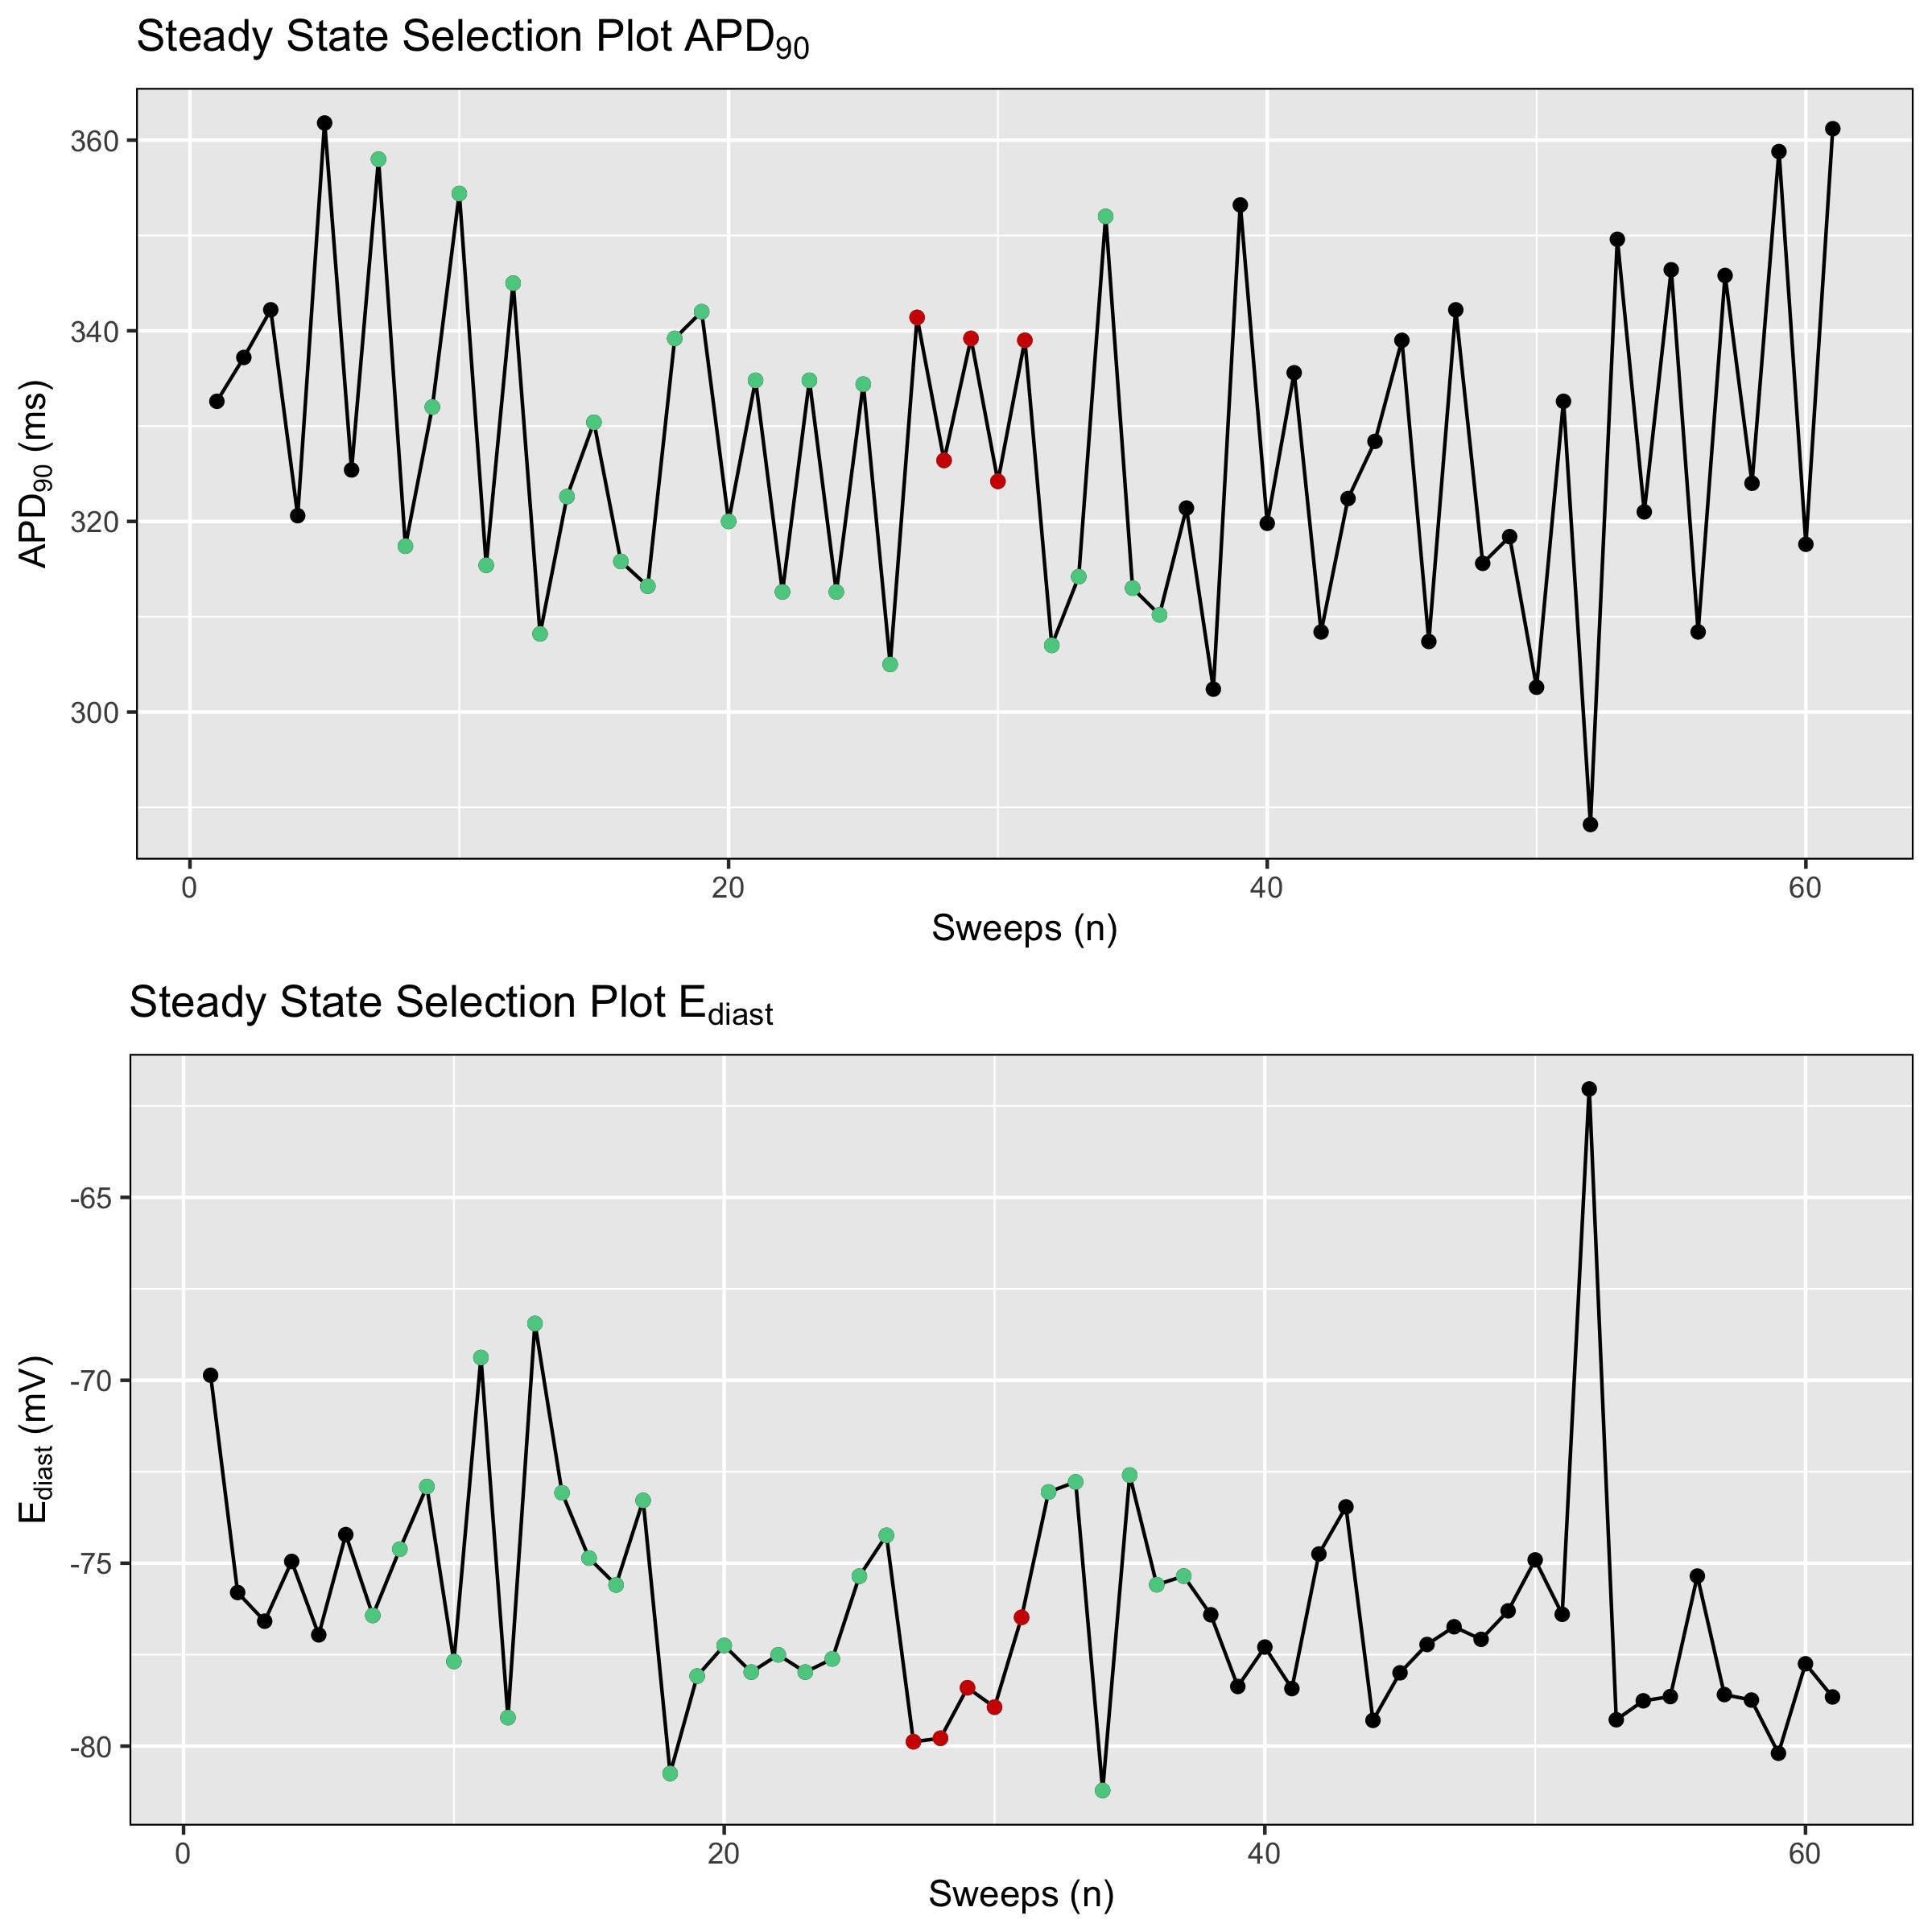 Steady State Selection Plot APD90
360
340
320
300
APD90 (ms)
0 20 40 60
Sweeps (n)
Steady State Selection Plot Ediast
-65
-70
-75
-80
Ediast (mV)
0 20 40 60
Sweeps (n)